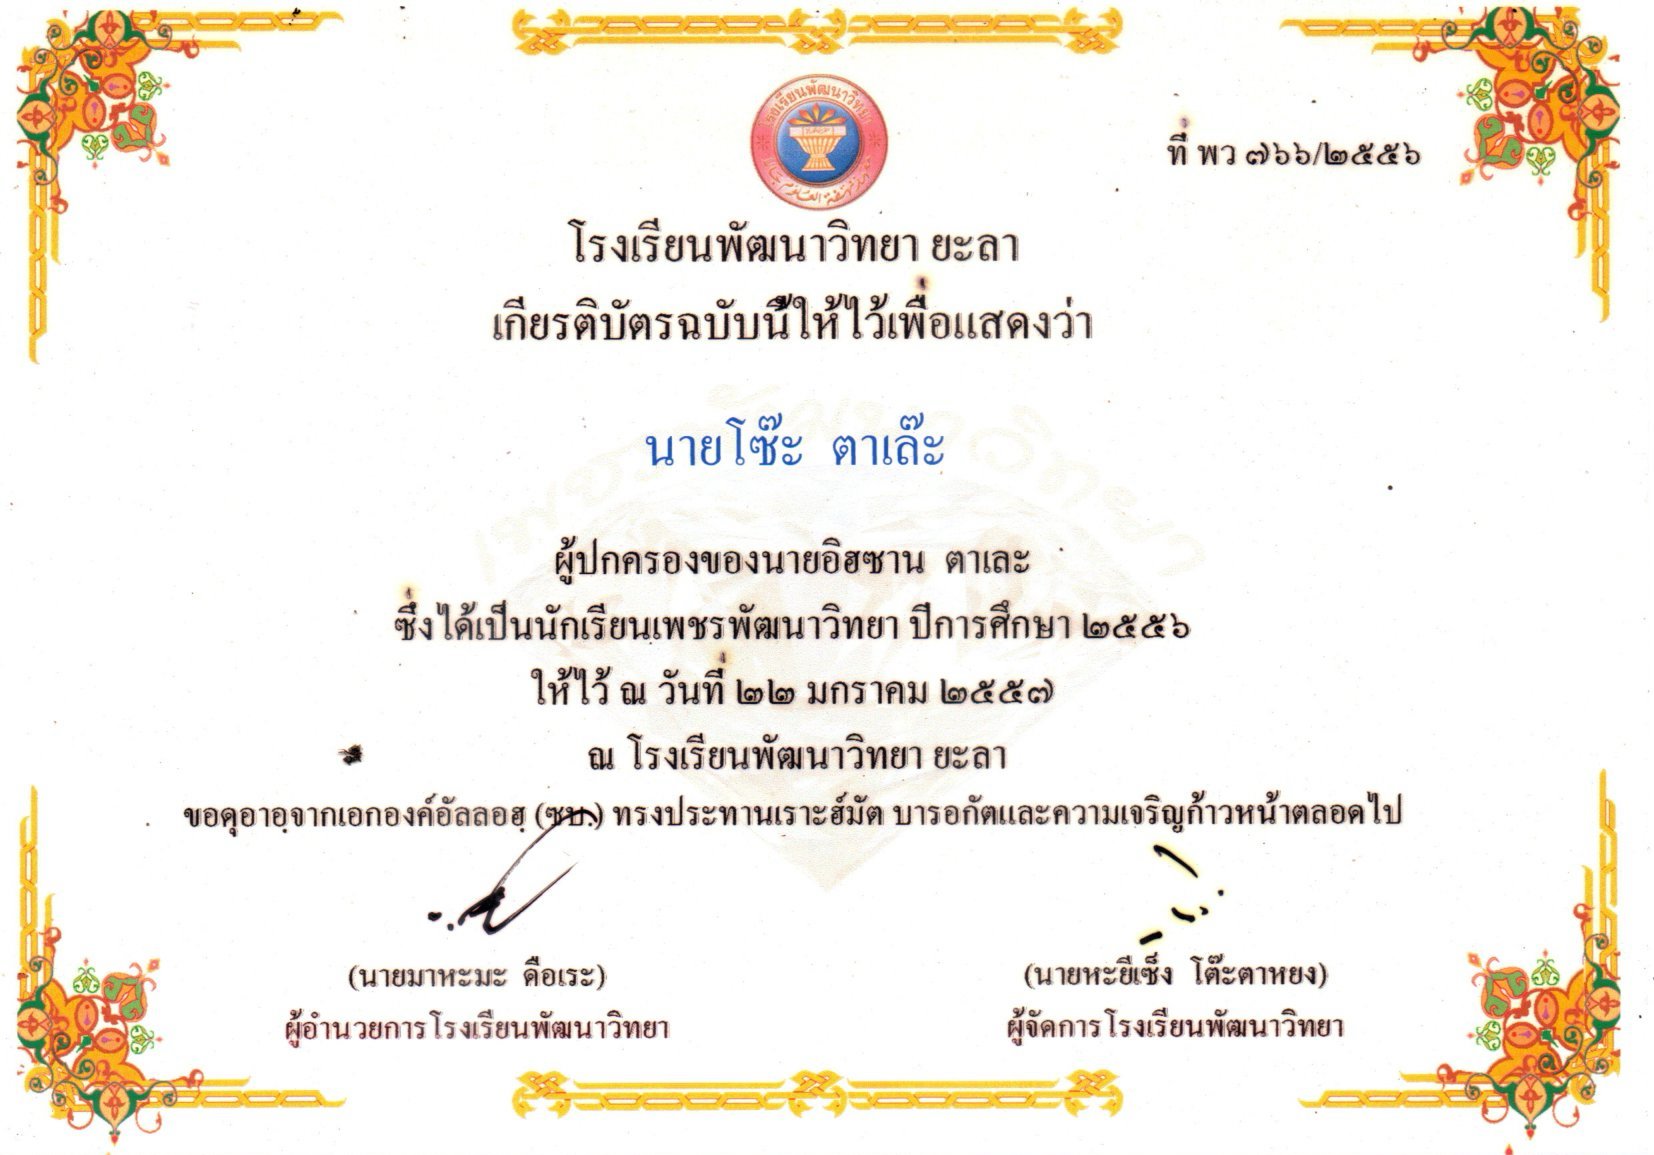 โรงเรียนพัฒนาวิทยา
ที่ พว ๗๖๖/๒๕๕๖
โรงเรียนพัฒนาวิทยา ยะลา
เกียรติบัตรฉบับนี้ให้ไว้เพื่อแสดงว่า
นายโซ๊ะ ตาเล๊ะ
ผู้ปกครองของนายอิฮซาน ตาเละ
ซึ่งได้เป็นนักเรียนเพชรพัฒนาวิทยา ปีการศึกษา ๒๕๕๖
ให้ไว้ ณ วันที่ ๒๒ มกราคม ๒๕๕๗
ณ โรงเรียนพัฒนาวิทยา ยะลา
ขอดุอาอฺจากเอกองค์อัลลอฮฺ (ซบ.) ทรงประทานเราะฮ์มัต บารอกัตและความเจริญก้าวหน้าตลอดไป
(นายมาหะมะ ดือเระ) (นายหะยีเซ็ง โต๊ะตาหยง)
ผู้อำนวยการโรงเรียนพัฒนาวิทยา ผู้จัดการโรงเรียนพัฒนาวิทยา